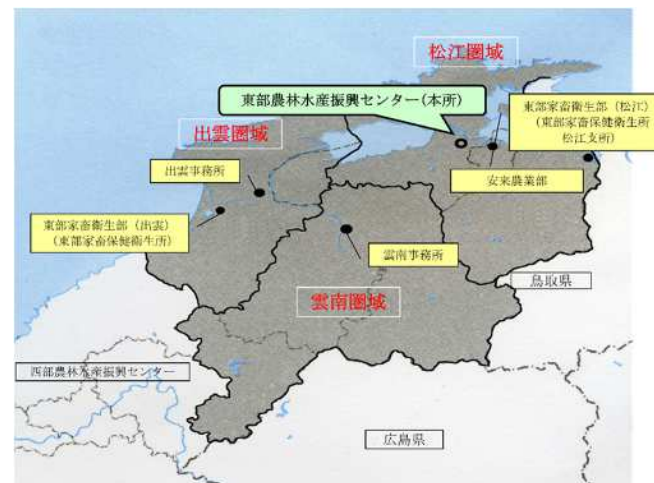 松江圏域
東部農林水産振興センター(本所)
東部家畜衛生部（松江）
（東部家畜保健衛生所
松江支所）
出雲圏域
出雲事務所
安来農業部
東部家畜衛生部（出雲）
（東部家畜保健衛生所）
雲南事務所
鳥取県
雲南圏域
西部農林水産振興センター
広島県